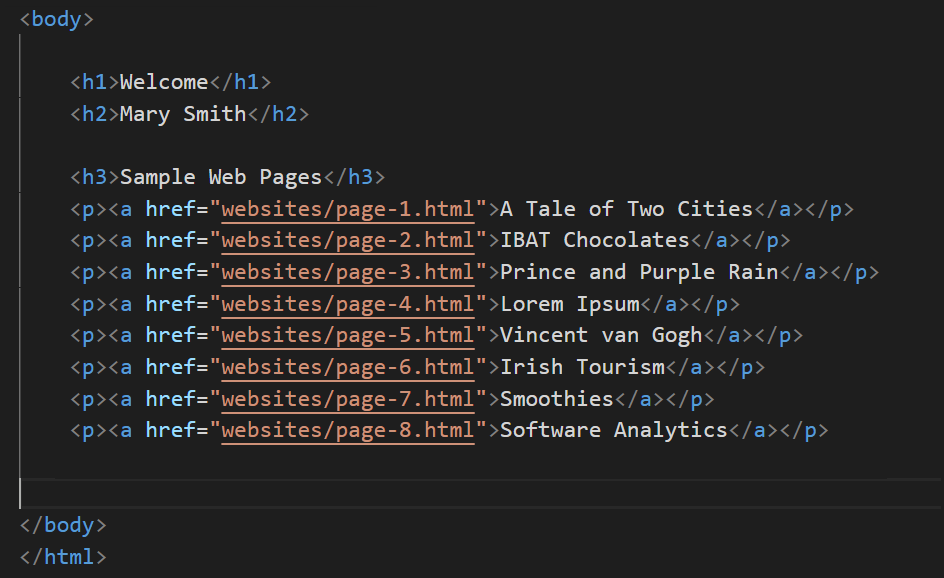 <body>
<h1>Welcome</h1>
<h2>Mary Smith</h2>
<h3>Sample Web Pages</h3>
<p><a href="websites/page-1.html">A Tale of Two Cities</a></p>
<p><a href="websites/page-2.html">IBAT Chocolates</a></p>
<p><a href="websites/page-3.html">Prince and Purple Rain</a></p>
<p><a href="websites/page-4.html">Lorem Ipsum</a></p>
<p><a href="websites/page-5.html">Vincent van Gogh</a></p>
<p><a href="websites/page-6.html">Irish Tourism</a></p>
<p><a href="websites/page-7.html">Smoothies</a></p>
<p><a href="websites/page-8.html">Software Analytics</a></p>
</body>
</html>